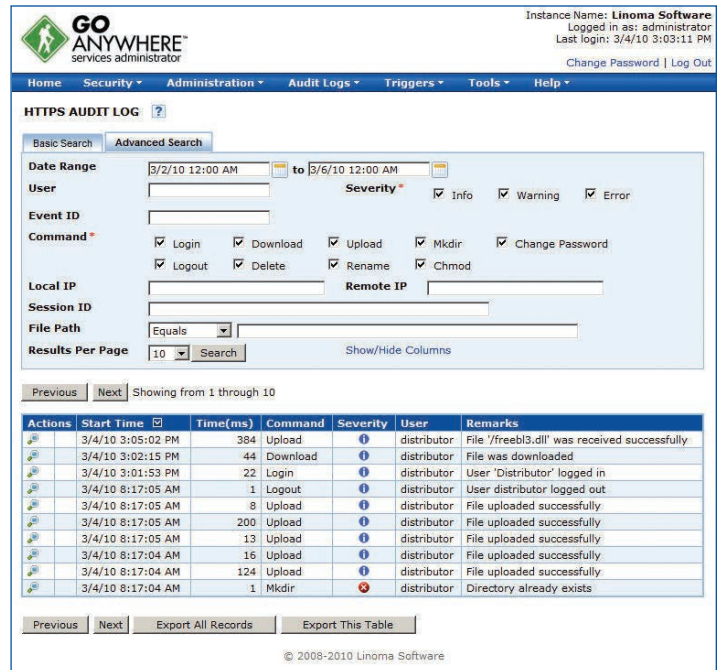 GO ANYWHERE™
services administrator
Instance Name: Linoma Software
Logged in as: administrator
Last login: 3/4/10 3:03:11 PM
Change Password | Log Out
Home Security Administration Audit Logs Triggers Tools Help
HTTPS AUDIT LOG ?
Basic Search Advanced Search
Date Range 3/2/10 12:00 AM to 3/6/10 12:00 AM
User Severity * Info Warning Error
Event ID
Command * Login Download Upload Mkdir Change Password
Logout Delete Rename Chmod
Local IP Remote IP
Session ID
File Path Equals
Results Per Page 10 Search Show/Hide Columns
Previous Next Showing from 1 through 10
Actions Start Time Time(ms) Command Severity User Remarks
3/4/10 3:05:02 PM 384 Upload distributor File '/freebl3.dll' was received successfully
3/4/10 3:02:15 PM 44 Download distributor File was downloaded
3/4/10 3:01:53 PM 22 Login distributor User 'Distributor' logged in
3/4/10 8:17:05 AM 1 Logout distributor User distributor logged out
3/4/10 8:17:05 AM 8 Upload distributor File uploaded successfully
3/4/10 8:17:05 AM 200 Upload distributor File uploaded successfully
3/4/10 8:17:05 AM 13 Upload distributor File uploaded successfully
3/4/10 8:17:04 AM 16 Upload distributor File uploaded successfully
3/4/10 8:17:04 AM 124 Upload distributor File uploaded successfully
3/4/10 8:17:04 AM 1 Mkdir distributor Directory already exists
Previous Next Export All Records Export This Table
© 2008-2010 Linoma Software